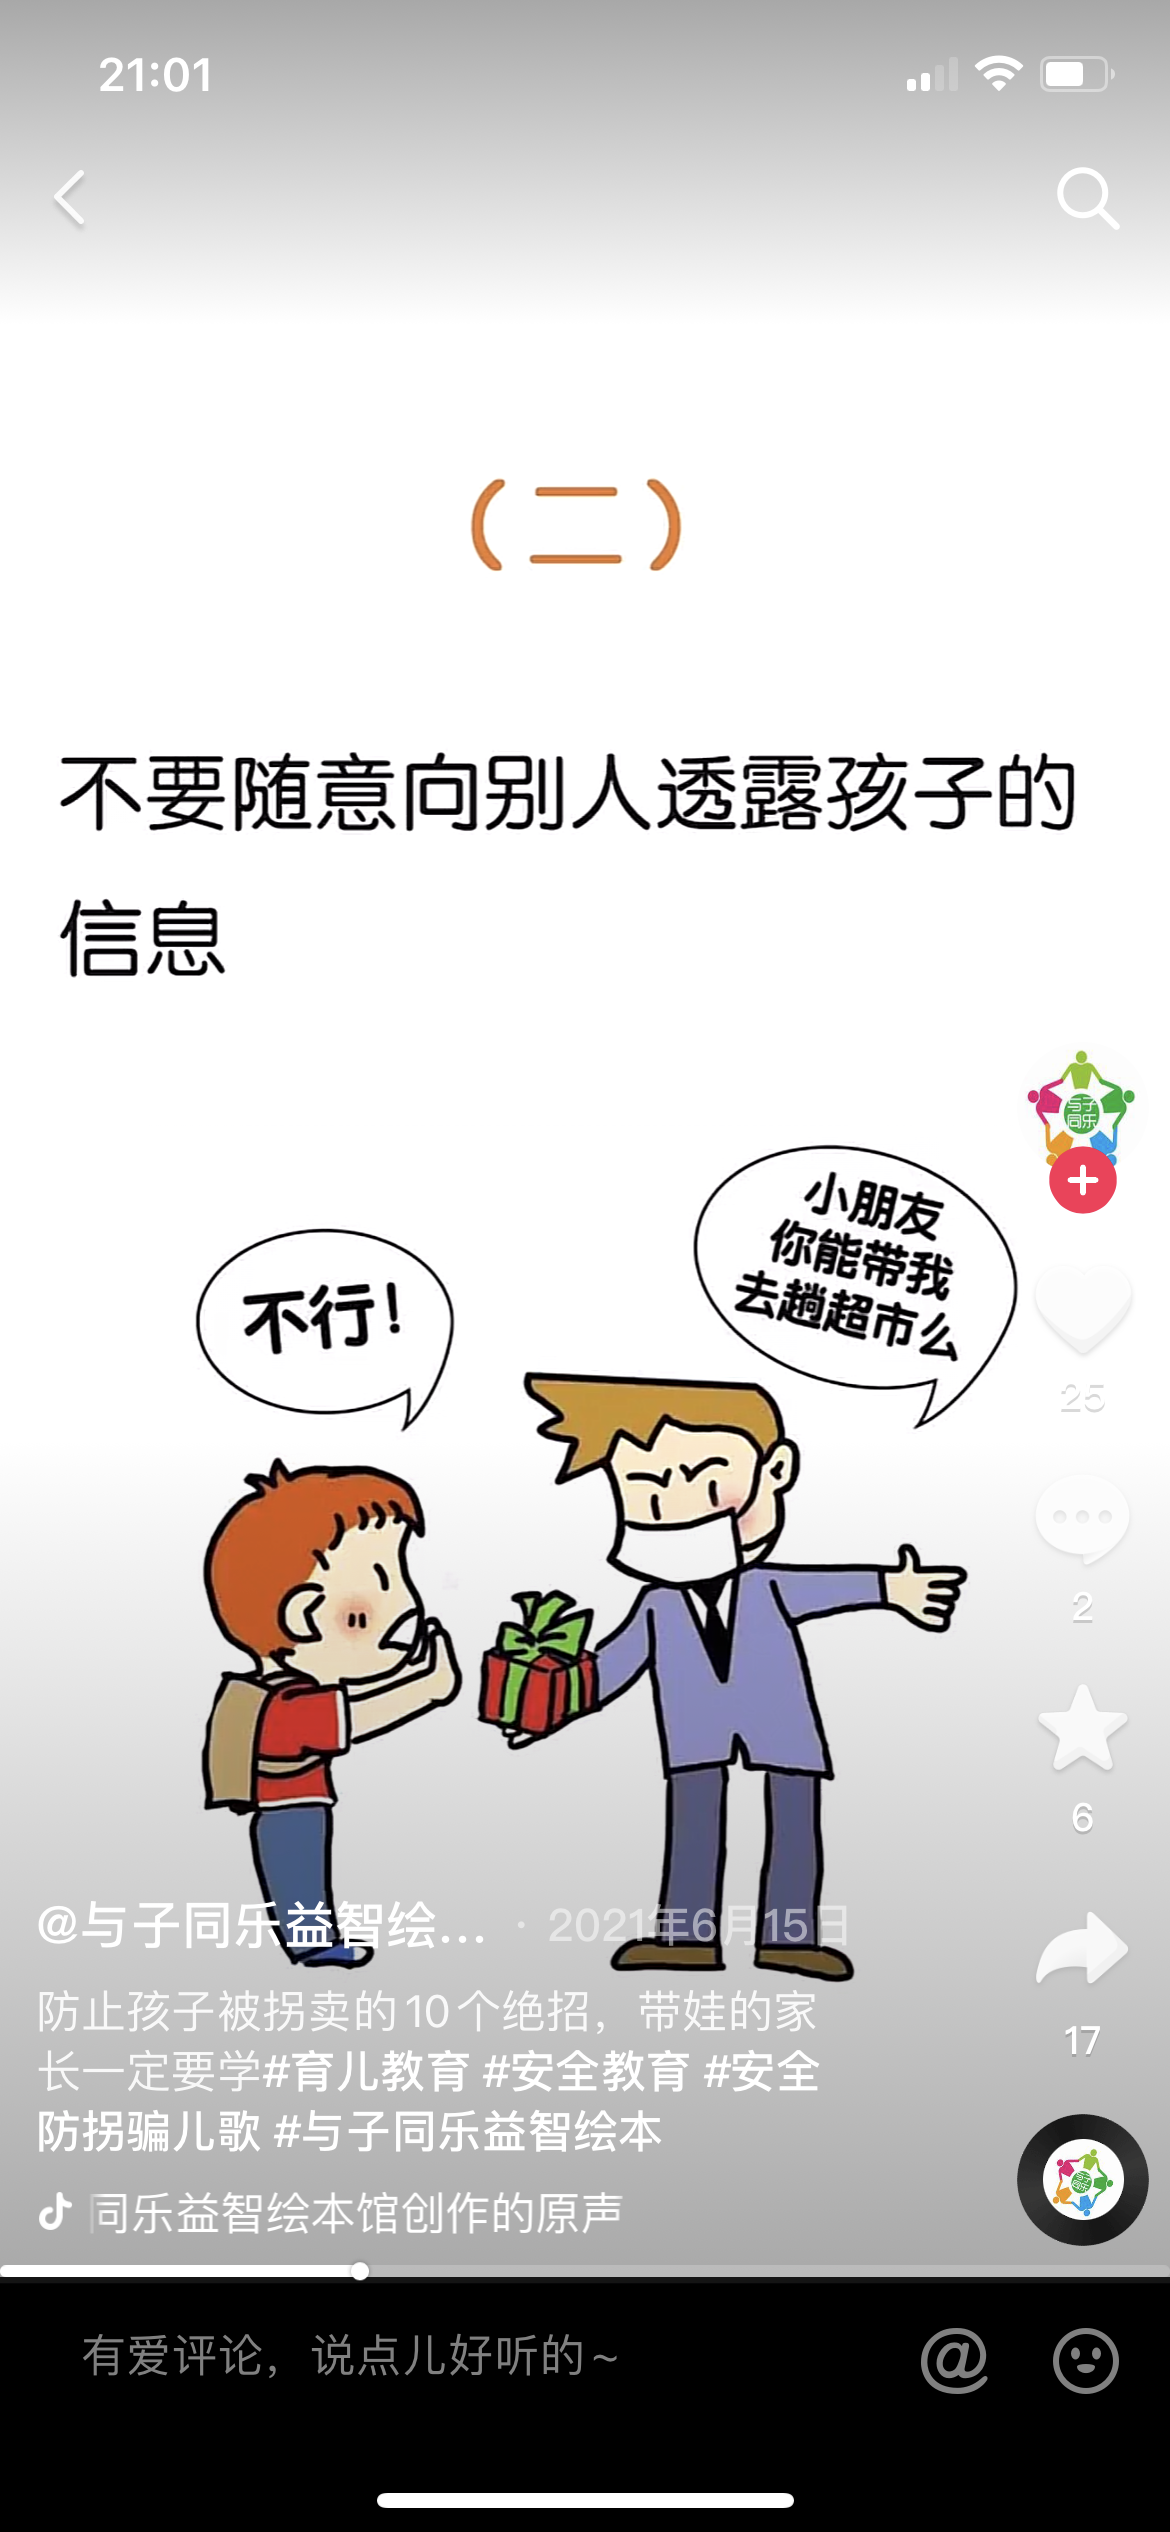 21:01
（二）
不要随意向别人透露孩子的
信息
与子
同乐
小朋友
你能带我
去趟超市么
不行！
25
2
6
17
@与子同乐益智绘... · 2021年6月15日
防止孩子被拐卖的10个绝招，带娃的家
长一定要学#育儿教育 #安全教育 #安全
防拐骗儿歌 #与子同乐益智绘本
同乐益智绘本馆创作的原声
有爱评论，说点儿好听的~